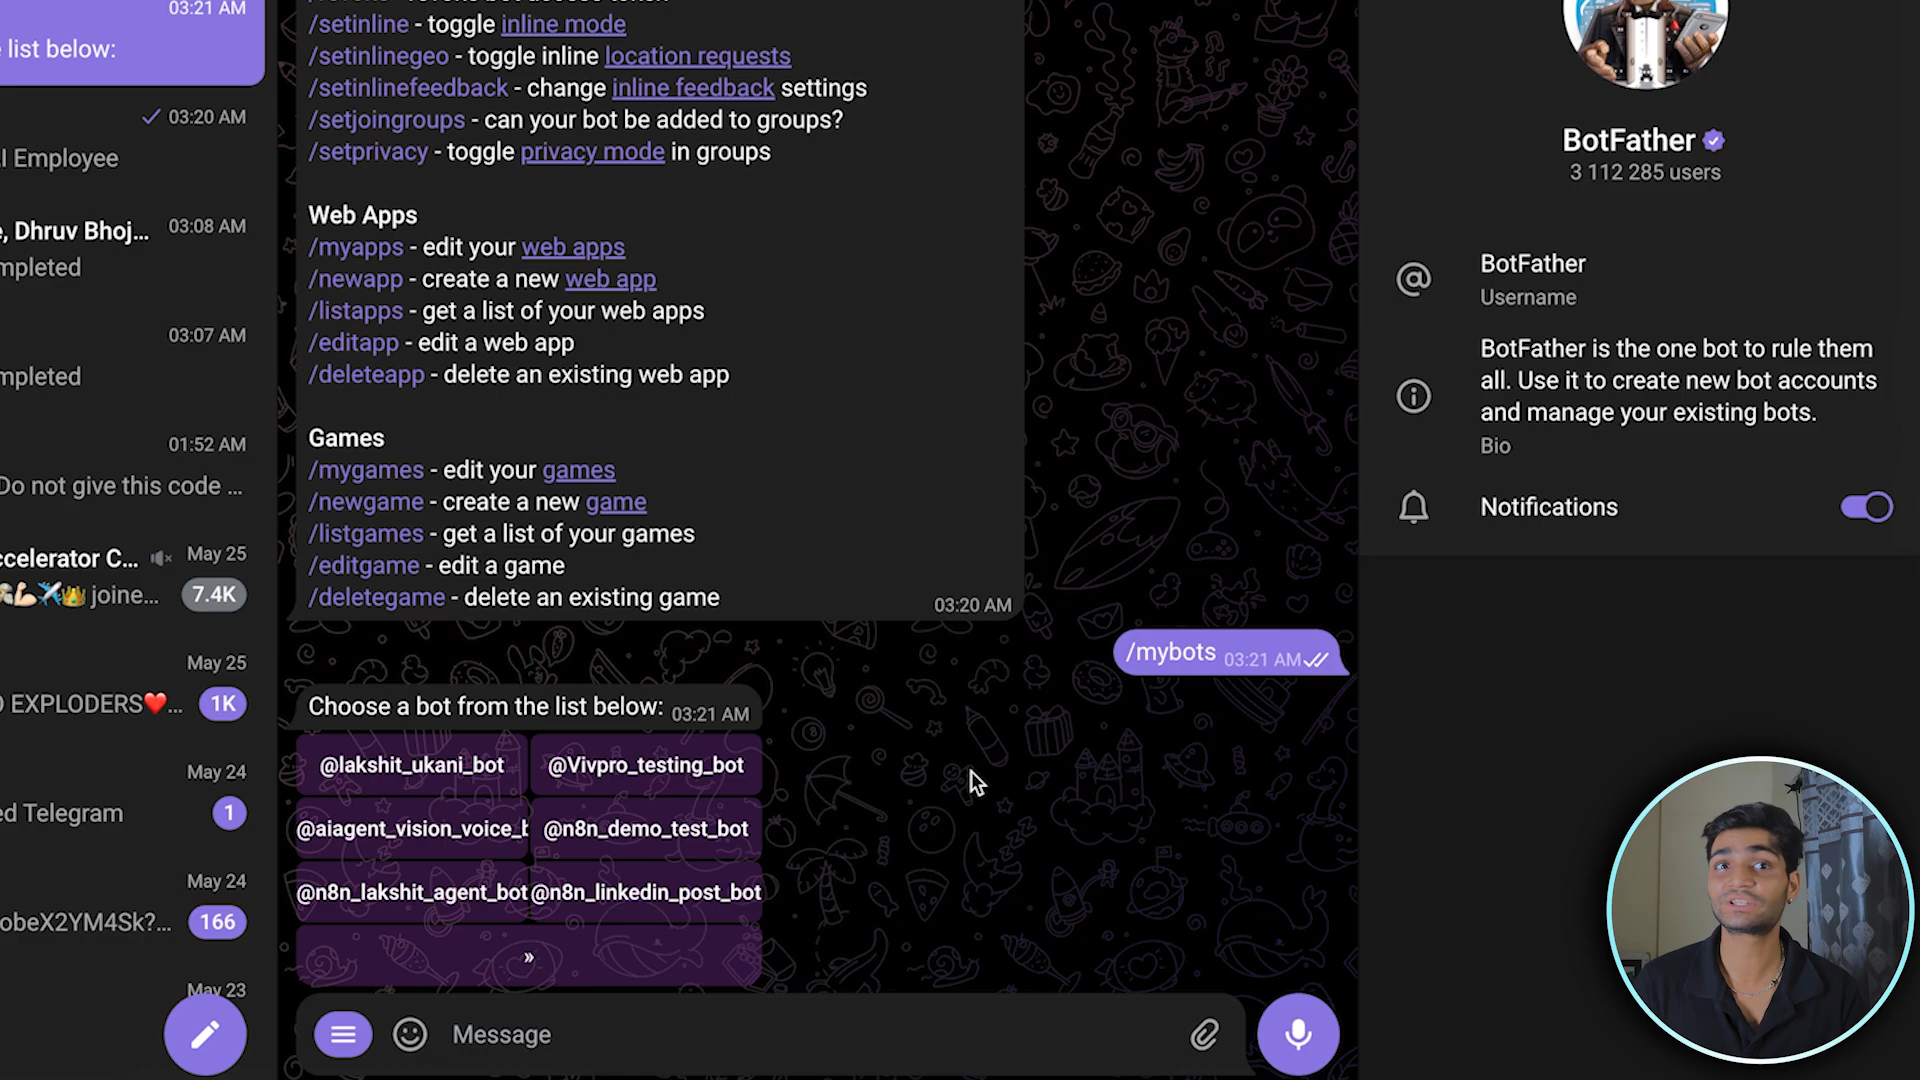 03:21 AM
list below:
03:20 AM
Employee
, Dhruv Bhoj...
03:08 AM
mpleted
03:07 AM
mpleted
01:52 AM
Do not give this code ...
ccelerator C...
May 25
joine...
7.4K
May 25
EXPLODERS❤️...
1K
May 24
ed Telegram
1
May 24
obeX2YM4Sk?...
166
May 23
/setinline - toggle inline mode
/setinlinegeo - toggle inline location requests
/setinlinefeedback - change inline feedback settings
/setjoingroups - can your bot be added to groups?
/setprivacy - toggle privacy mode in groups
Web Apps
/myapps - edit your web apps
/newapp - create a new web app
/listapps - get a list of your web apps
/editapp - edit a web app
/deleteapp - delete an existing web app
Games
/mygames - edit your games
/newgame - create a new game
/listgames - get a list of your games
/editgame - edit a game
/deletegame - delete an existing game
03:20 AM
/mybots 03:21 AM
Choose a bot from the list below: 03:21 AM
@lakshit_ukani_bot
@Vivpro_testing_bot
@aiagent_vision_voice_b
@n8n_demo_test_bot
@n8n_lakshit_agent_bot
@n8n_linkedin_post_bot
»
Message
BotFather
3 112 285 users
BotFather
Username
BotFather is the one bot to rule them
all. Use it to create new bot accounts
and manage your existing bots.
Bio
Notifications